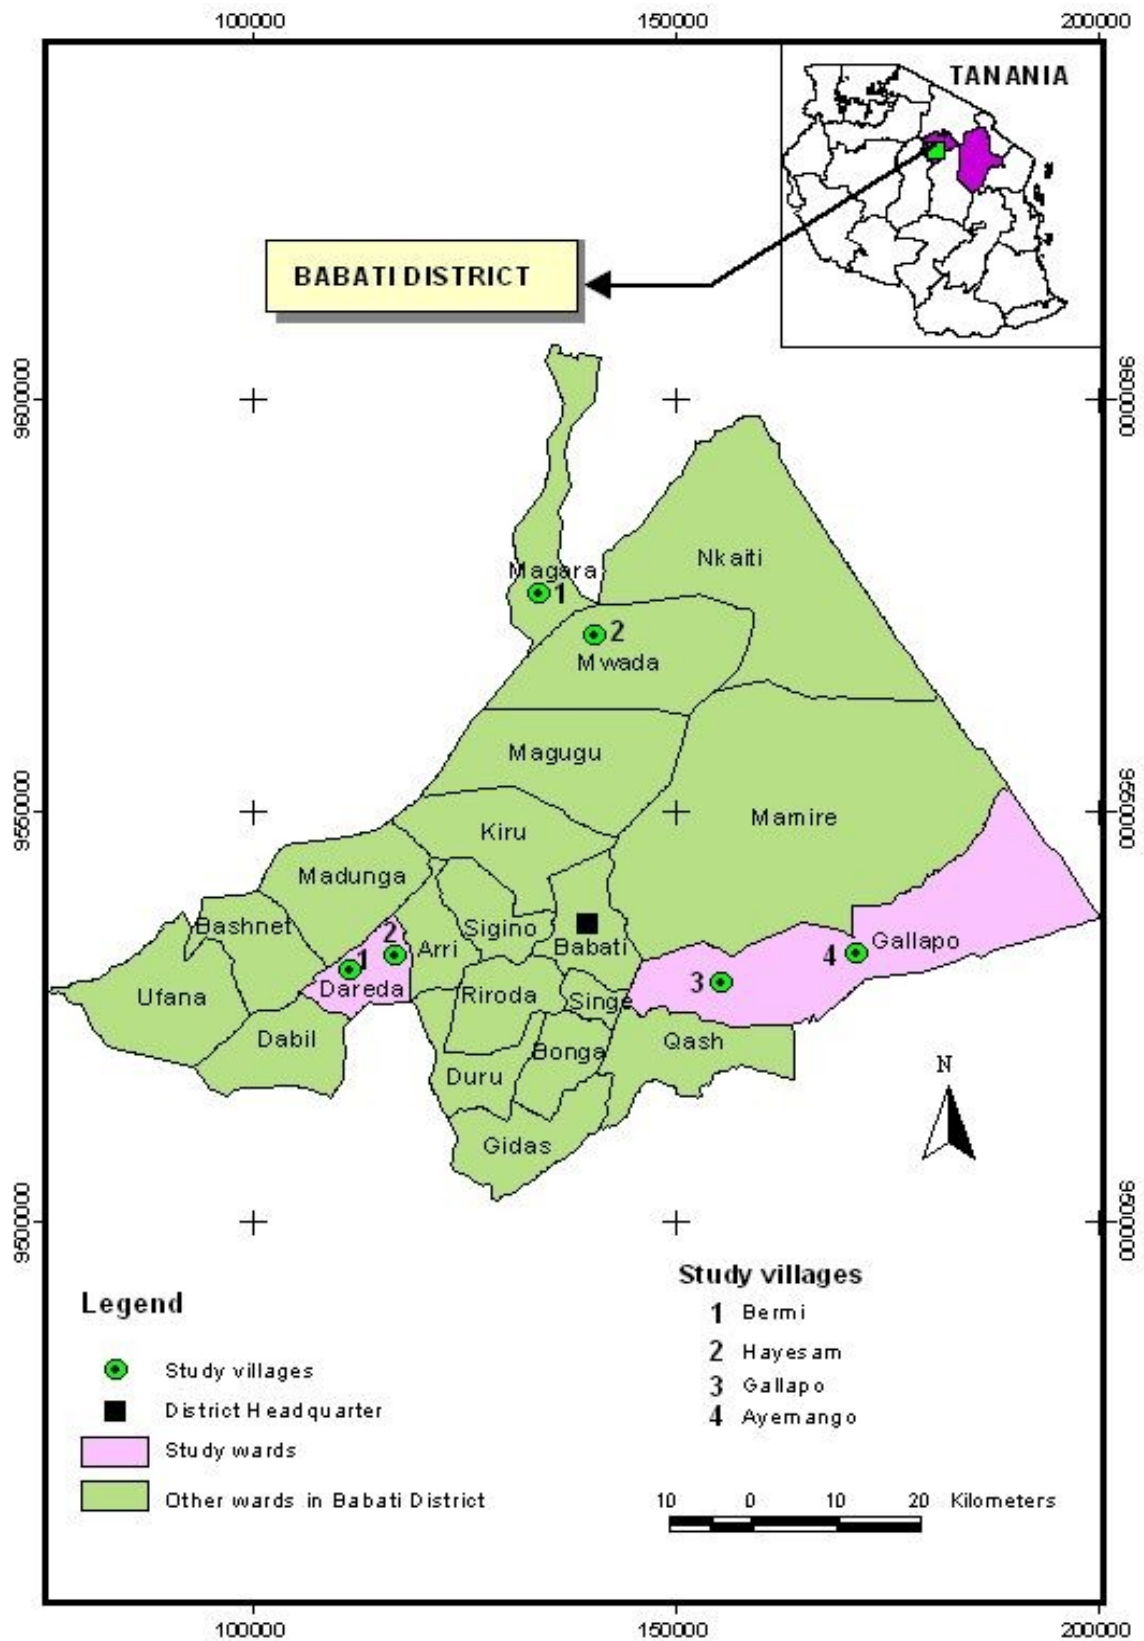 100000 150000 200000
TANANIA
BABATI DISTRICT
9600000 9600000
Nkaiti
Magara
1
2
Mwada
Magugu
9550000 9550000
Mamire
Kiru
Madunga
Bashnet
Sigino
2
Arri
Babati
Gallapo
4
1
Dareda
3
Ufana
Riroda
Singe
Dabil
Bonga
Qash
Duru
N
Gidas
9500000 9500000
Study villages
1 Bermi
2 Hayesam
3 Gallapo
4 Ayemango
Legend
Study villages
District Headquarter
Study wards
Other wards in Babati District
10 0 10 20 Kilometers
100000 150000 200000